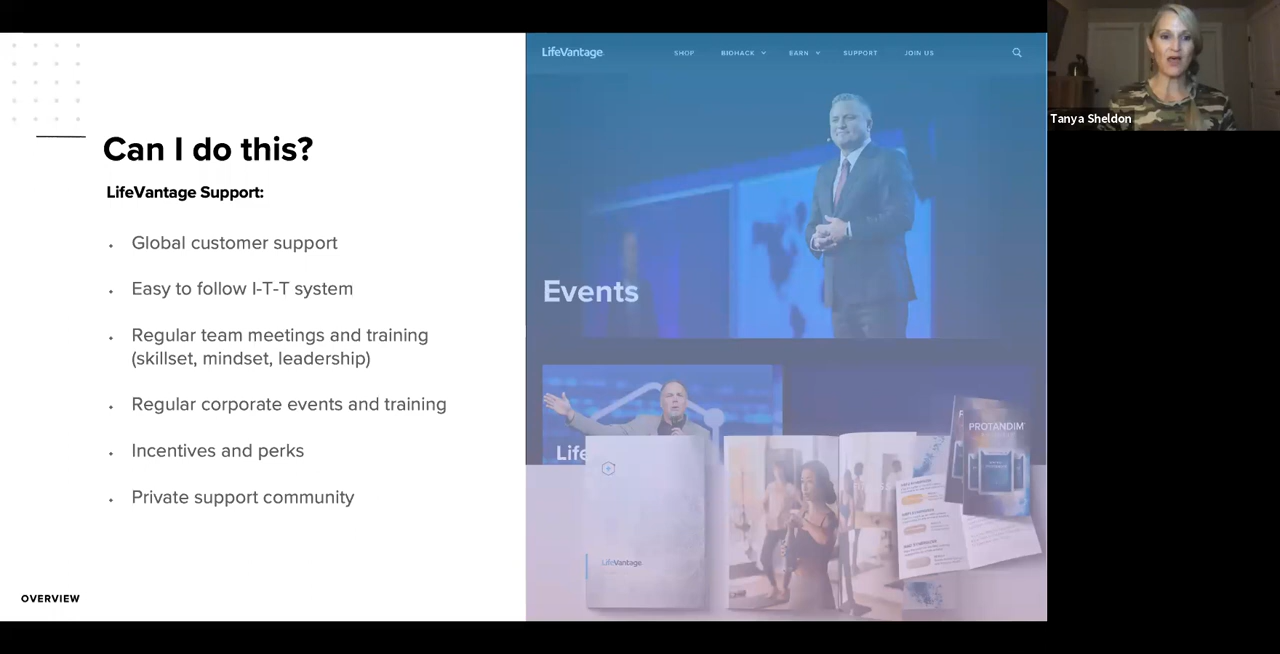 Can I do this?
LifeVantage Support:
• Global customer support
• Easy to follow I-T-T system
• Regular team meetings and training
(skillset, mindset, leadership)
• Regular corporate events and training
• Incentives and perks
• Private support community
OVERVIEW
LifeVantage
SHOP
BIOHACK
EARN
SUPPORT
JOIN US
Events
Life
LifeVantage
PROTANDIM
Tanya Sheldon